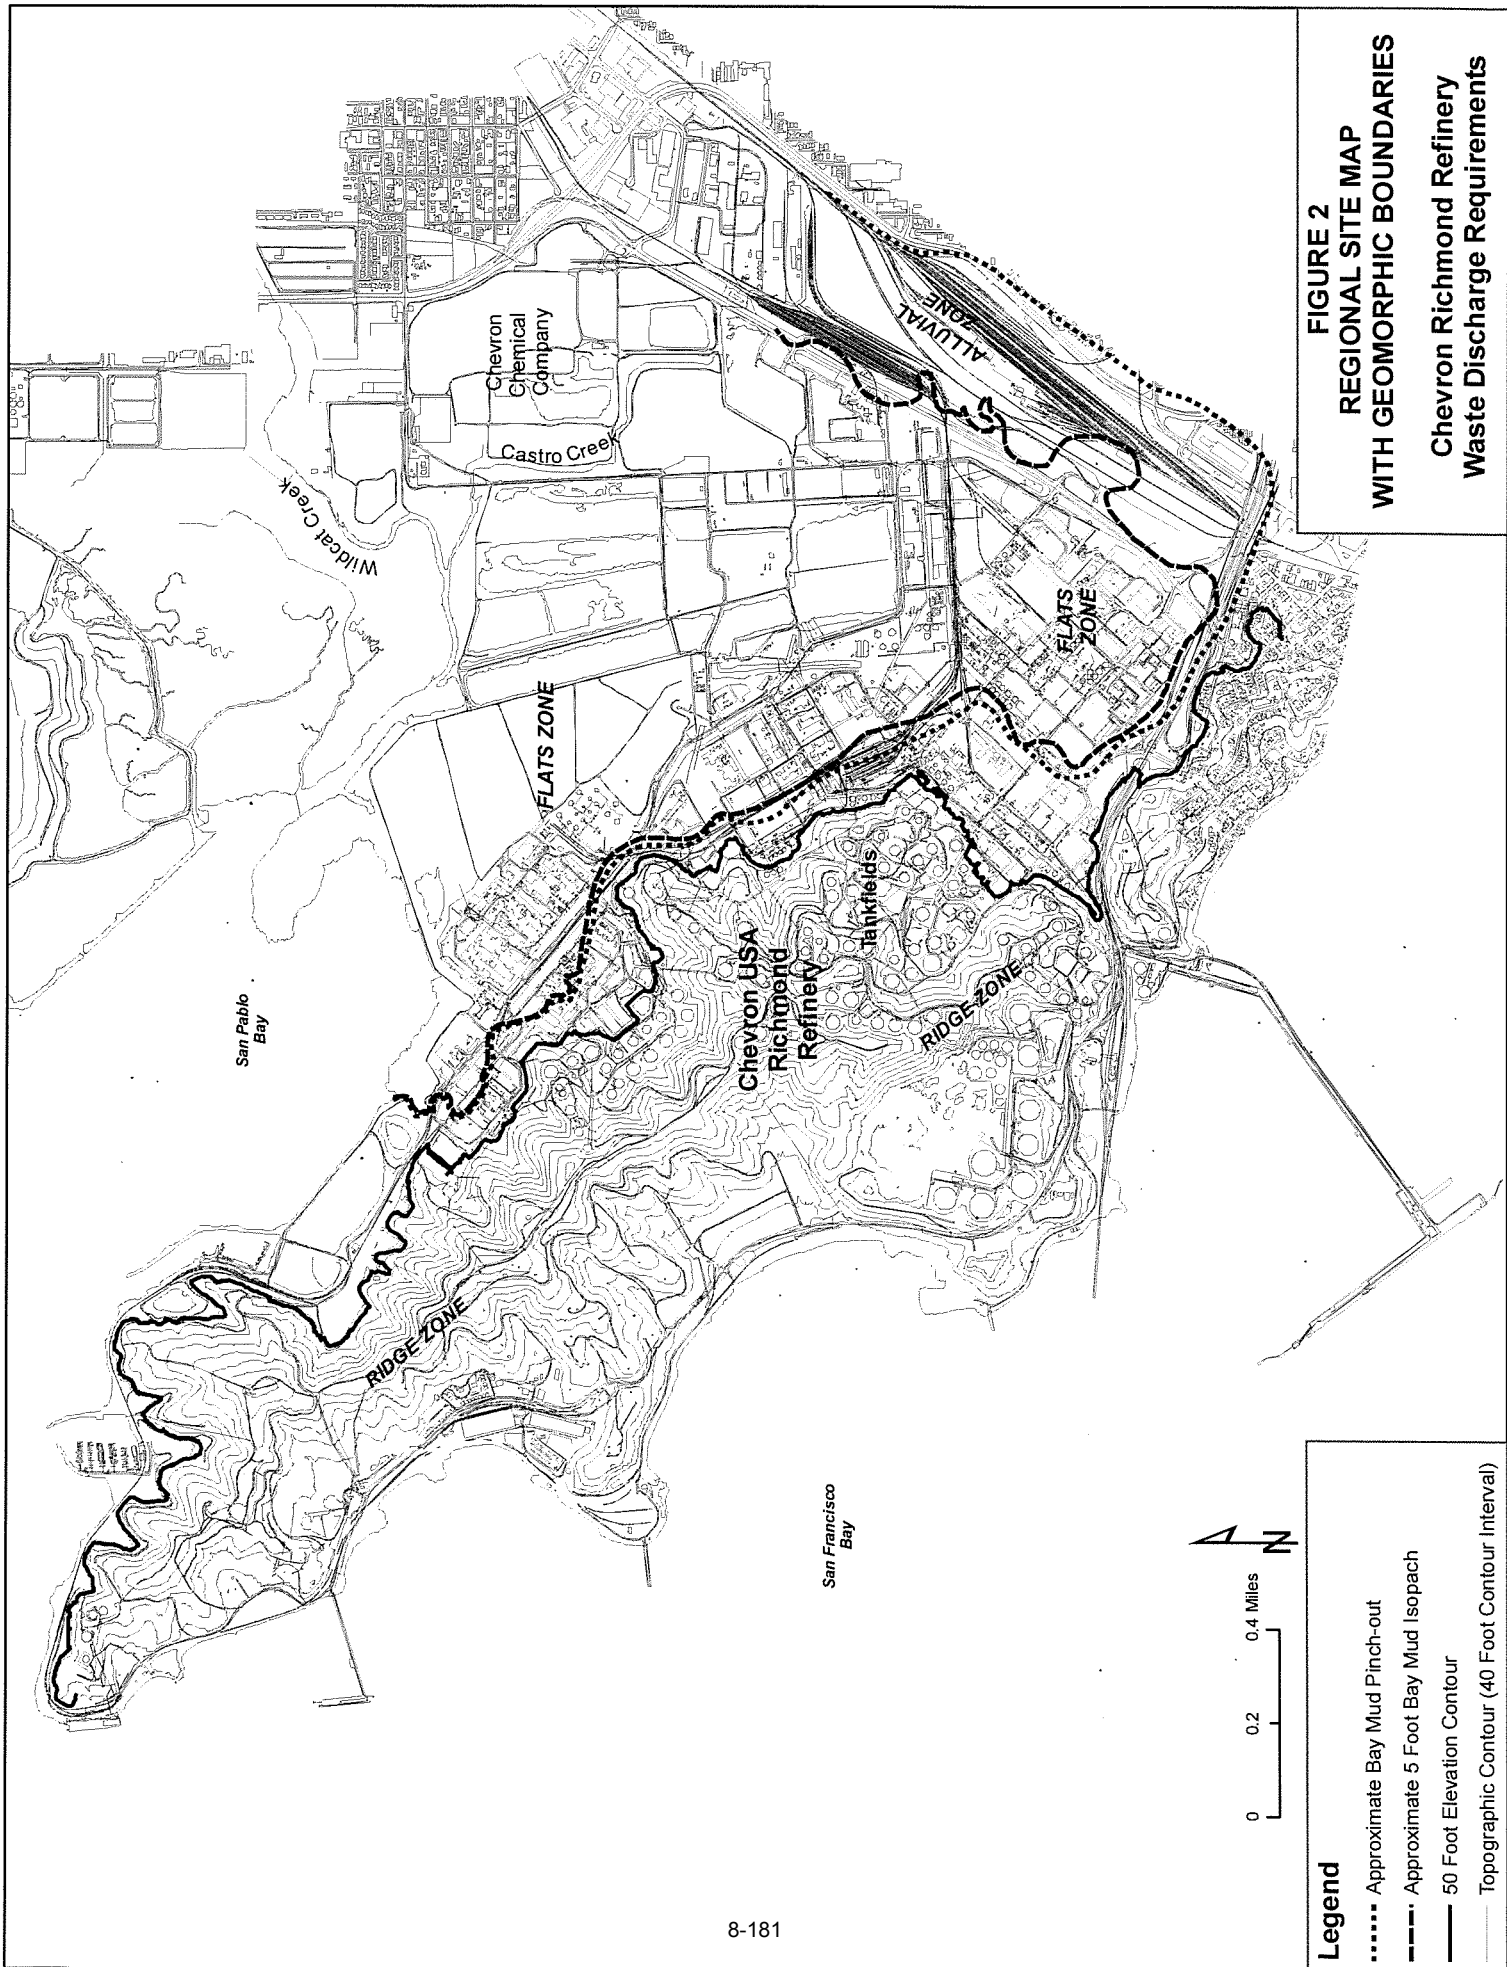 FIGURE 2
REGIONAL SITE MAP
WITH GEOMORPHIC BOUNDARIES
Chevron Richmond Refinery
Waste Discharge Requirements
Wildcat Creek
Castro Creek
Chevron
Chemical
Company
ALLUVIAL
ZONE
FLATS
ZONE
FLATS ZONE
San Pablo
Bay
Chevron USA
Richmond
Refinery
Tankfields
RIDGE ZONE
RIDGE ZONE
San Francisco
Bay
N
0
0.2
0.4 Miles
Legend
Approximate Bay Mud Pinch-out
Approximate 5 Foot Bay Mud Isopach
50 Foot Elevation Contour
Topographic Contour (40 Foot Contour Interval)
8-181